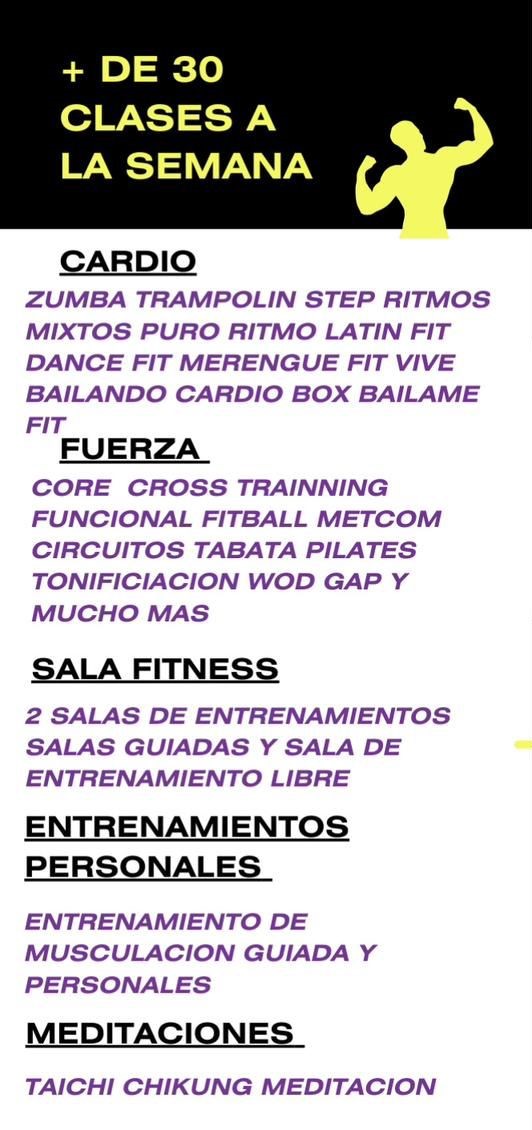 + DE 30
CLASES A
LA SEMANA
CARDIO
ZUMBA TRAMPOLIN STEP RITMOS
MIXTOS PURO RITMO LATIN FIT
DANCE FIT MERENGUE FIT VIVE
BAILANDO CARDIO BOX BAILAME
FIT
FUERZA
CORE CROSS TRAINNING
FUNCIONAL FITBALL METCOM
CIRCUITOS TABATA PILATES
TONIFICIACION WOD GAP Y
MUCHO MAS
SALA FITNESS
2 SALAS DE ENTRENAMIENTOS
SALAS GUIADAS Y SALA DE
ENTRENAMIENTO LIBRE
ENTRENAMIENTOS
PERSONALES
ENTRENAMIENTO DE
MUSCULACION GUIADA Y
PERSONALES
MEDITACIONES
TAICHI CHIKUNG MEDITACION